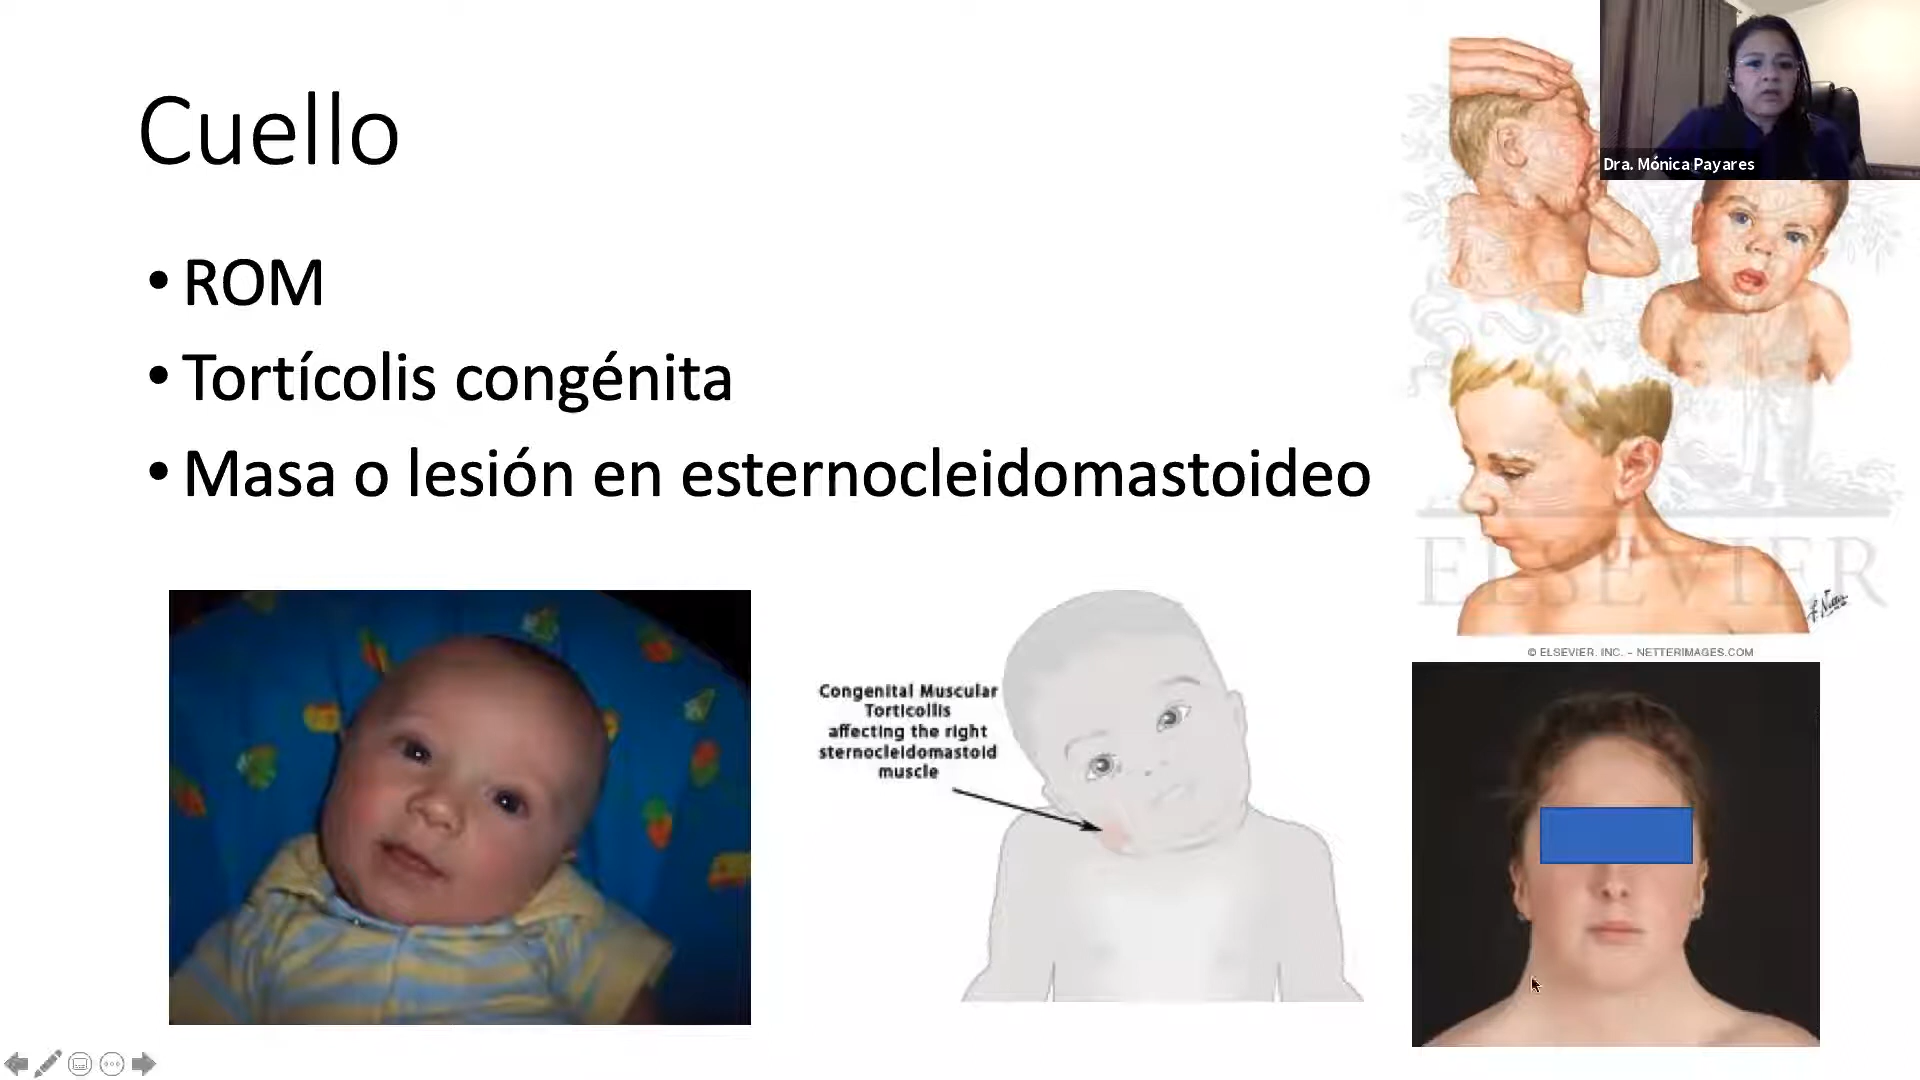 Cuello
• ROM
• Tortícolis congénita
• Masa o lesión en esternocleidomastoideo
Dra. Mónica Payares
ELSEVIER
F. Netter
© ELSEVIER, INC. - NETTERIMAGES.COM
Congenital Muscular
Torticollis
affecting the right
sternocleidomastoid
muscle